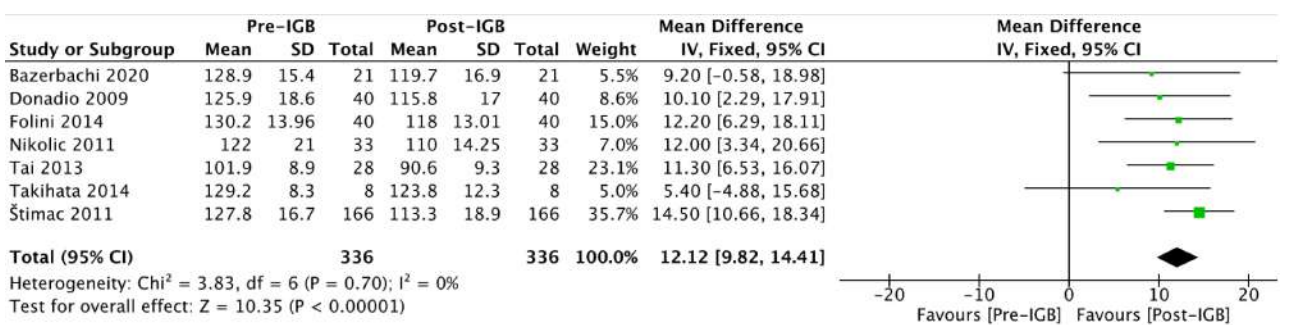 Pre-IGB Post-IGB Mean Difference Mean Difference
Study or Subgroup Mean SD Total Mean SD Total Weight IV, Fixed, 95% CI IV, Fixed, 95% CI
Bazerbachi 2020 128.9 15.4 21 119.7 16.9 21 5.5% 9.20 [-0.58, 18.98]
Donadio 2009 125.9 18.6 40 115.8 17 40 8.6% 10.10 [2.29, 17.91]
Folini 2014 130.2 13.96 40 118 13.01 40 15.0% 12.20 [6.29, 18.11]
Nikolic 2011 122 21 33 110 14.25 33 7.0% 12.00 [3.34, 20.66]
Tai 2013 101.9 8.9 28 90.6 9.3 28 23.1% 11.30 [6.53, 16.07]
Takihata 2014 129.2 8.3 8 123.8 12.3 8 5.0% 5.40 [-4.88, 15.68]
Štimac 2011 127.8 16.7 166 113.3 18.9 166 35.7% 14.50 [10.66, 18.34]
Total (95% CI) 336 336 100.0% 12.12 [9.82, 14.41]
Heterogeneity: Chi² = 3.83, df = 6 (P = 0.70); I² = 0%
Test for overall effect: Z = 10.35 (P < 0.00001)
-20 -10 0 10 20
Favours [Pre-IGB] Favours [Post-IGB]